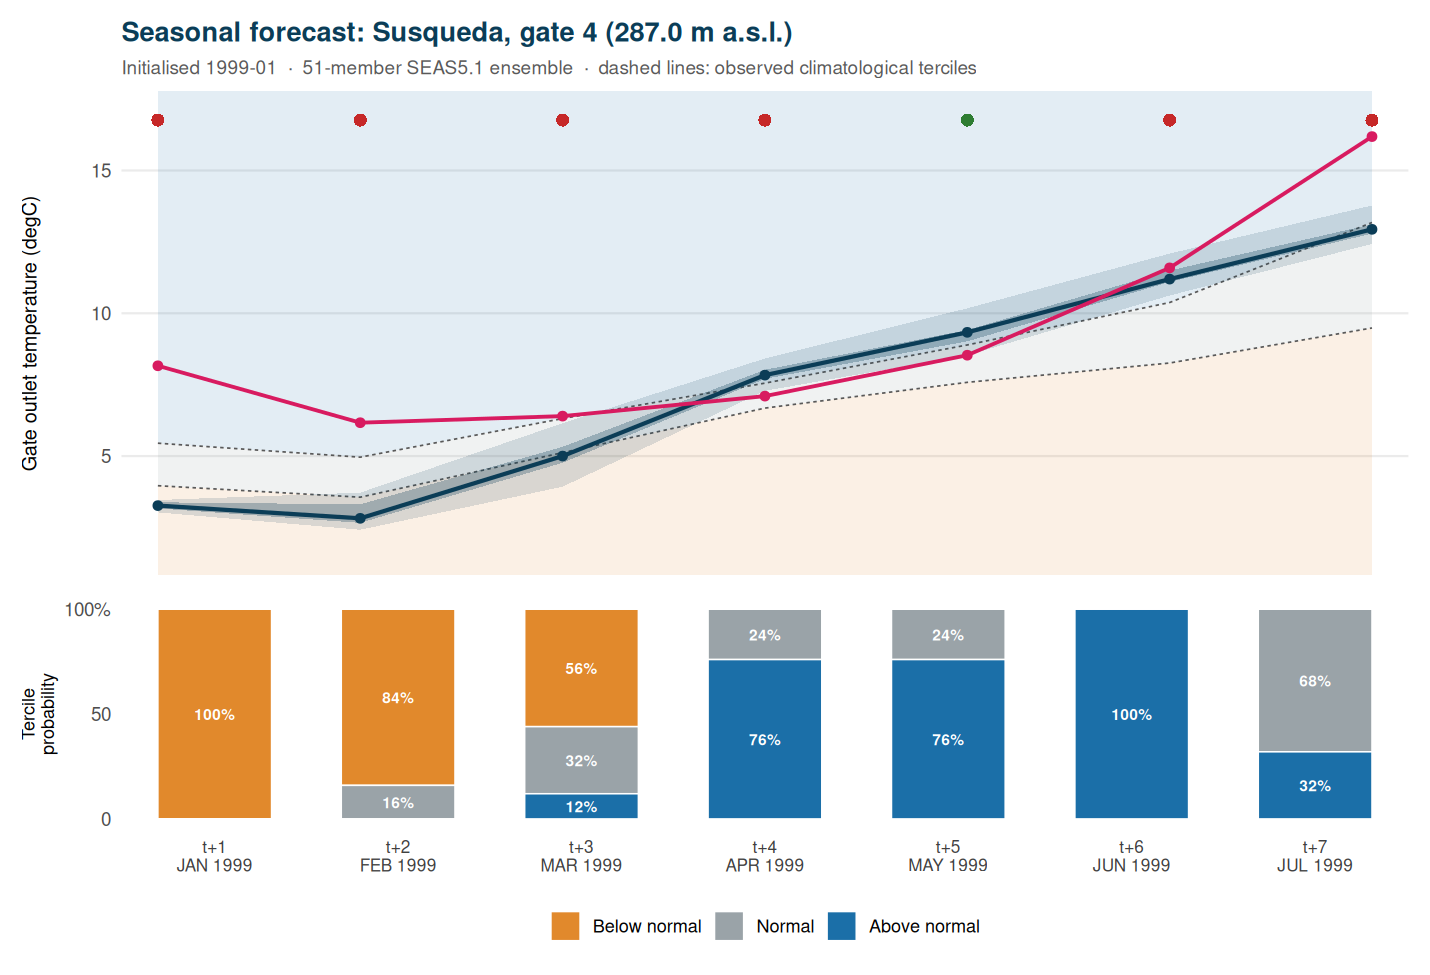 Seasonal forecast: Susqueda, gate 4 (287.0 m a.s.l.)
Initialised 1999-01 · 51-member SEAS5.1 ensemble · dashed lines: observed climatological terciles
Gate outlet temperature (degC)
15
10
5
Tercile
probability
100%
50
0
100%
84%
16%
56%
32%
12%
24%
76%
24%
76%
100%
68%
32%
t+1
JAN 1999
t+2
FEB 1999
t+3
MAR 1999
t+4
APR 1999
t+5
MAY 1999
t+6
JUN 1999
t+7
JUL 1999
Below normal
Normal
Above normal